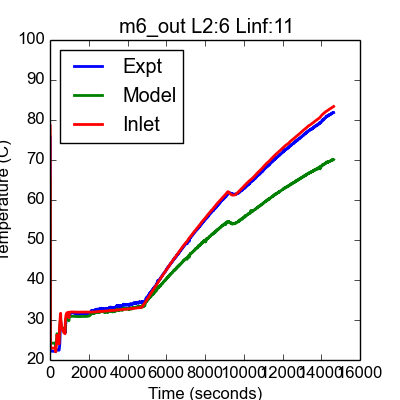 m6_out L2:6 Linf:11
100
90
80
70
60
50
40
30
20
Expt
Model
Inlet
Temperature (C)
0 2000 4000 6000 8000 10000 12000 14000 16000
Time (seconds)